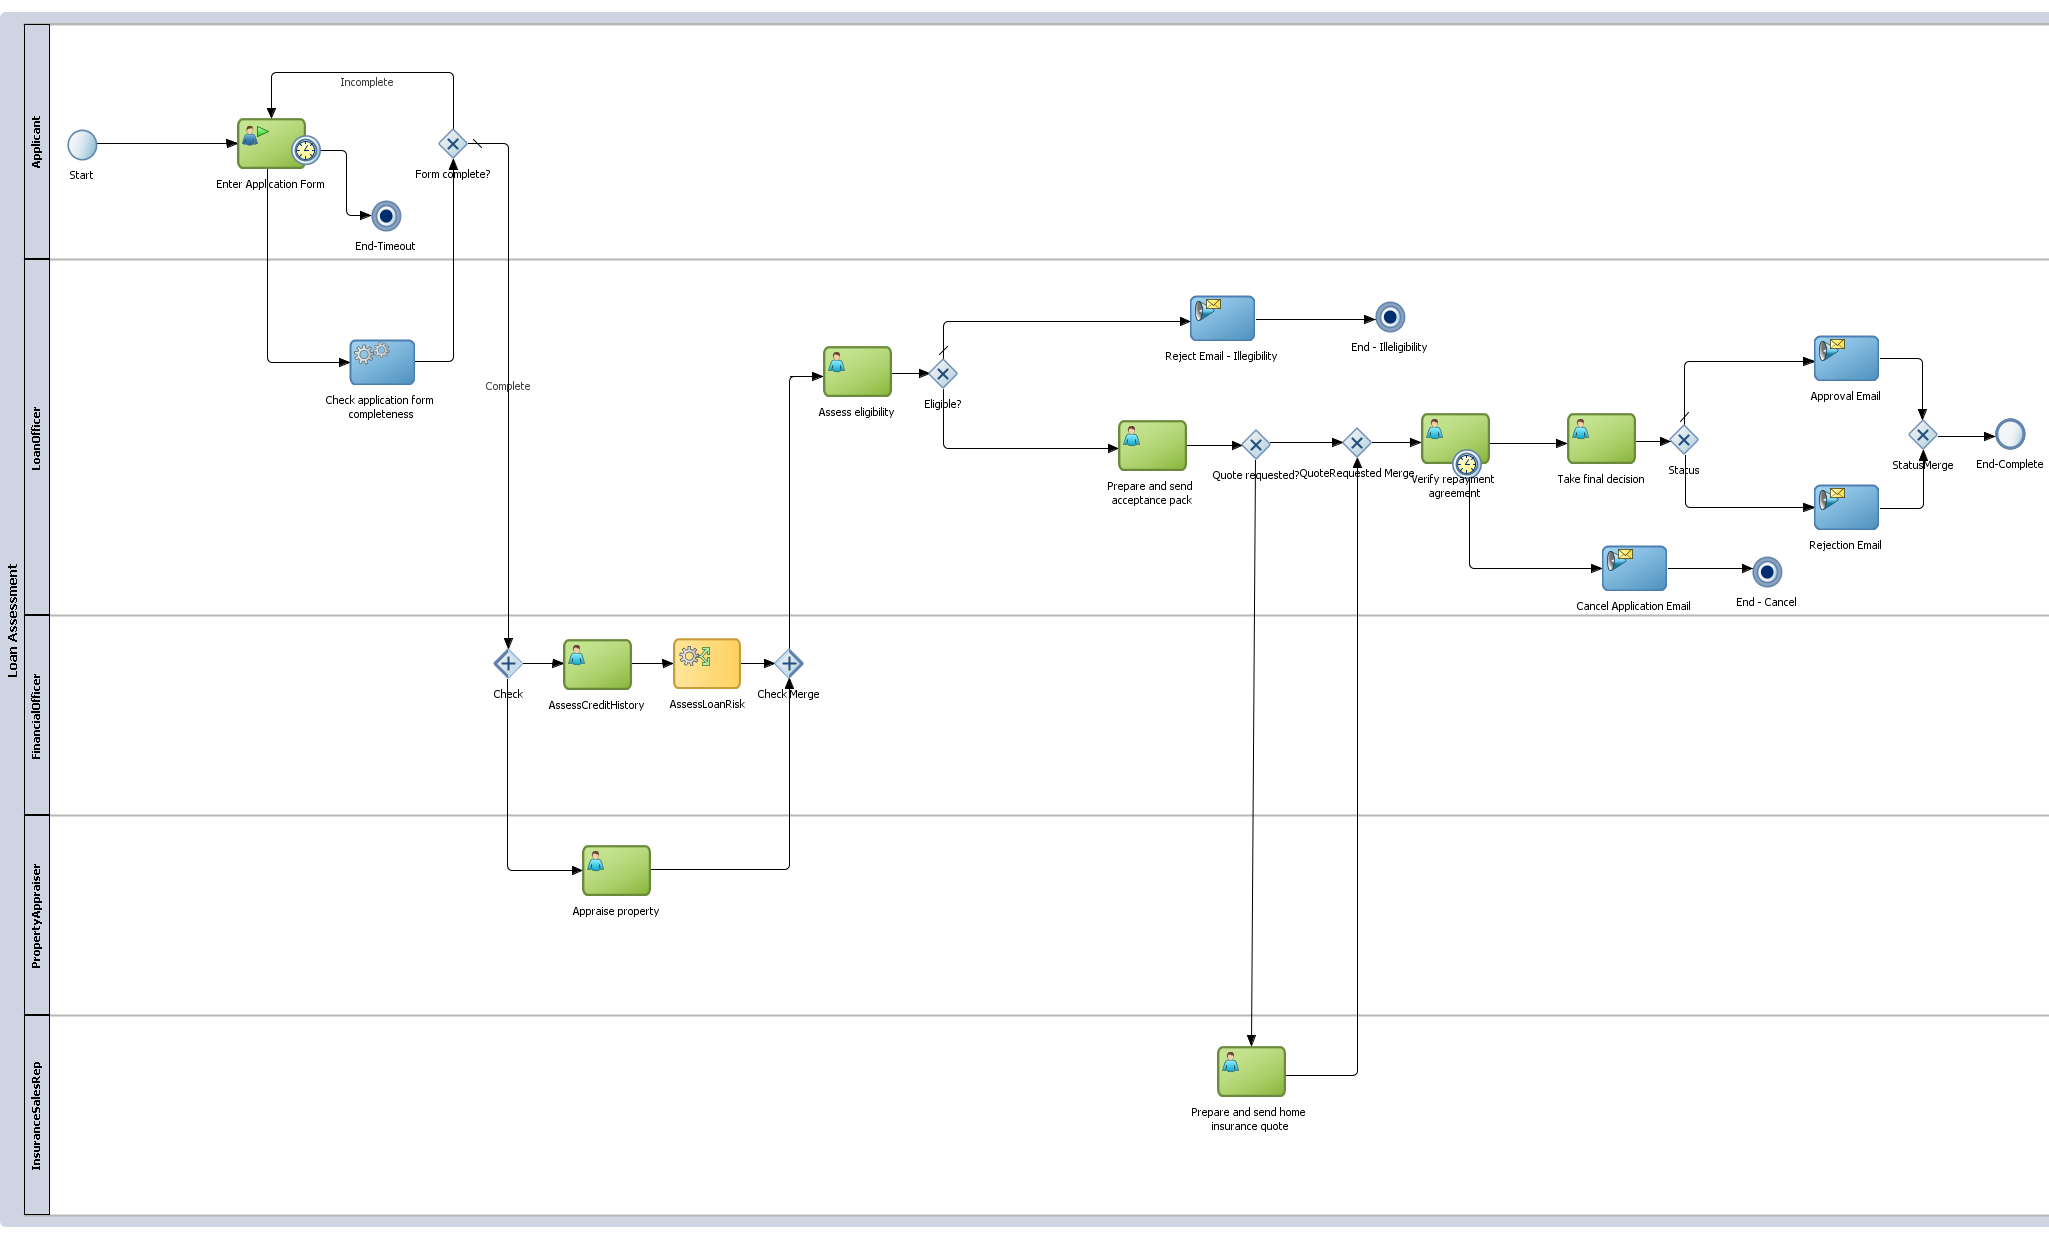 Loan Assessment
Applicant
Incomplete
Start
Enter Application Form
Form complete?
End-Timeout
LoanOfficer
Check application form
completeness
Complete
Assess eligibility
Eligible?
Reject Email - Illegibility
End - Illeligibility
Prepare and send
acceptance pack
Quote requested?
QuoteRequested Merge
Verify repayment
agreement
Take final decision
Status
Approval Email
StatusMerge
End-Complete
Rejection Email
Cancel Application Email
End - Cancel
FinancialOfficer
Check
AssessCreditHistory
AssessLoanRisk
Check Merge
PropertyAppraiser
Appraise property
InsuranceSalesRep
Prepare and send home
insurance quote